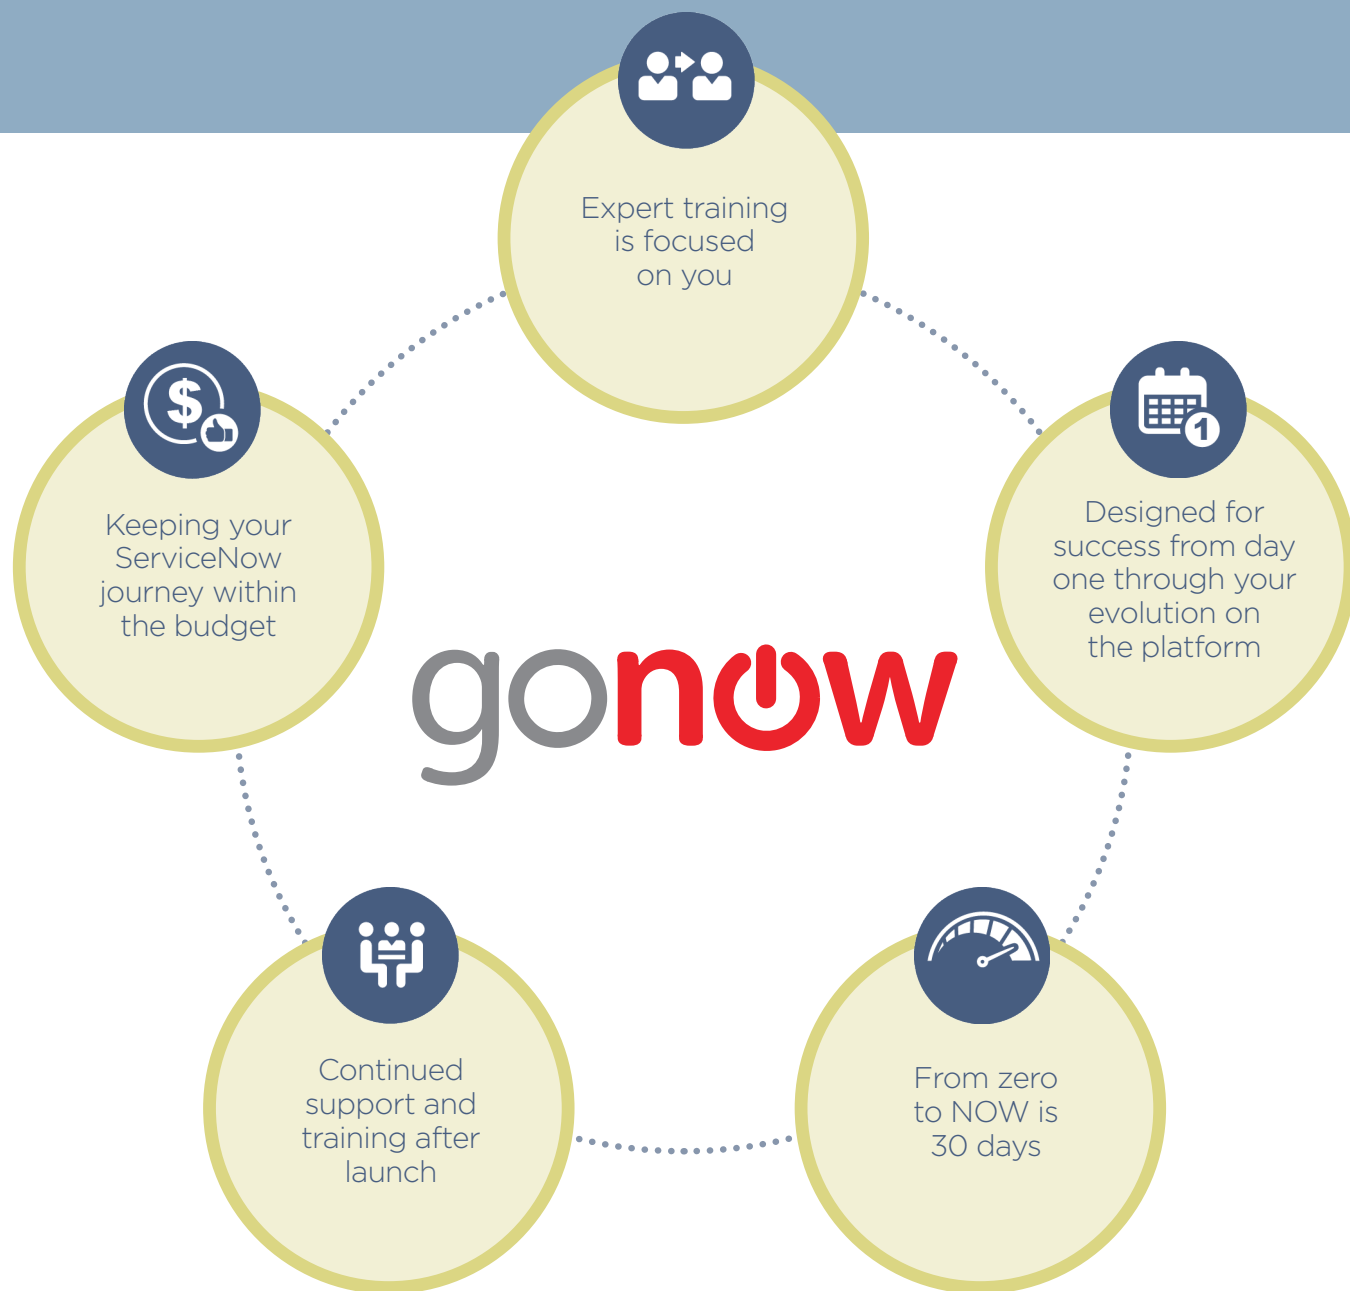 Expert training
is focused
on you
$
Keeping your
ServiceNow
journey within
the budget
1
Designed for
success from day
one through your
evolution on
the platform
gonow
Continued
support and
training after
launch
From zero
to NOW is
30 days